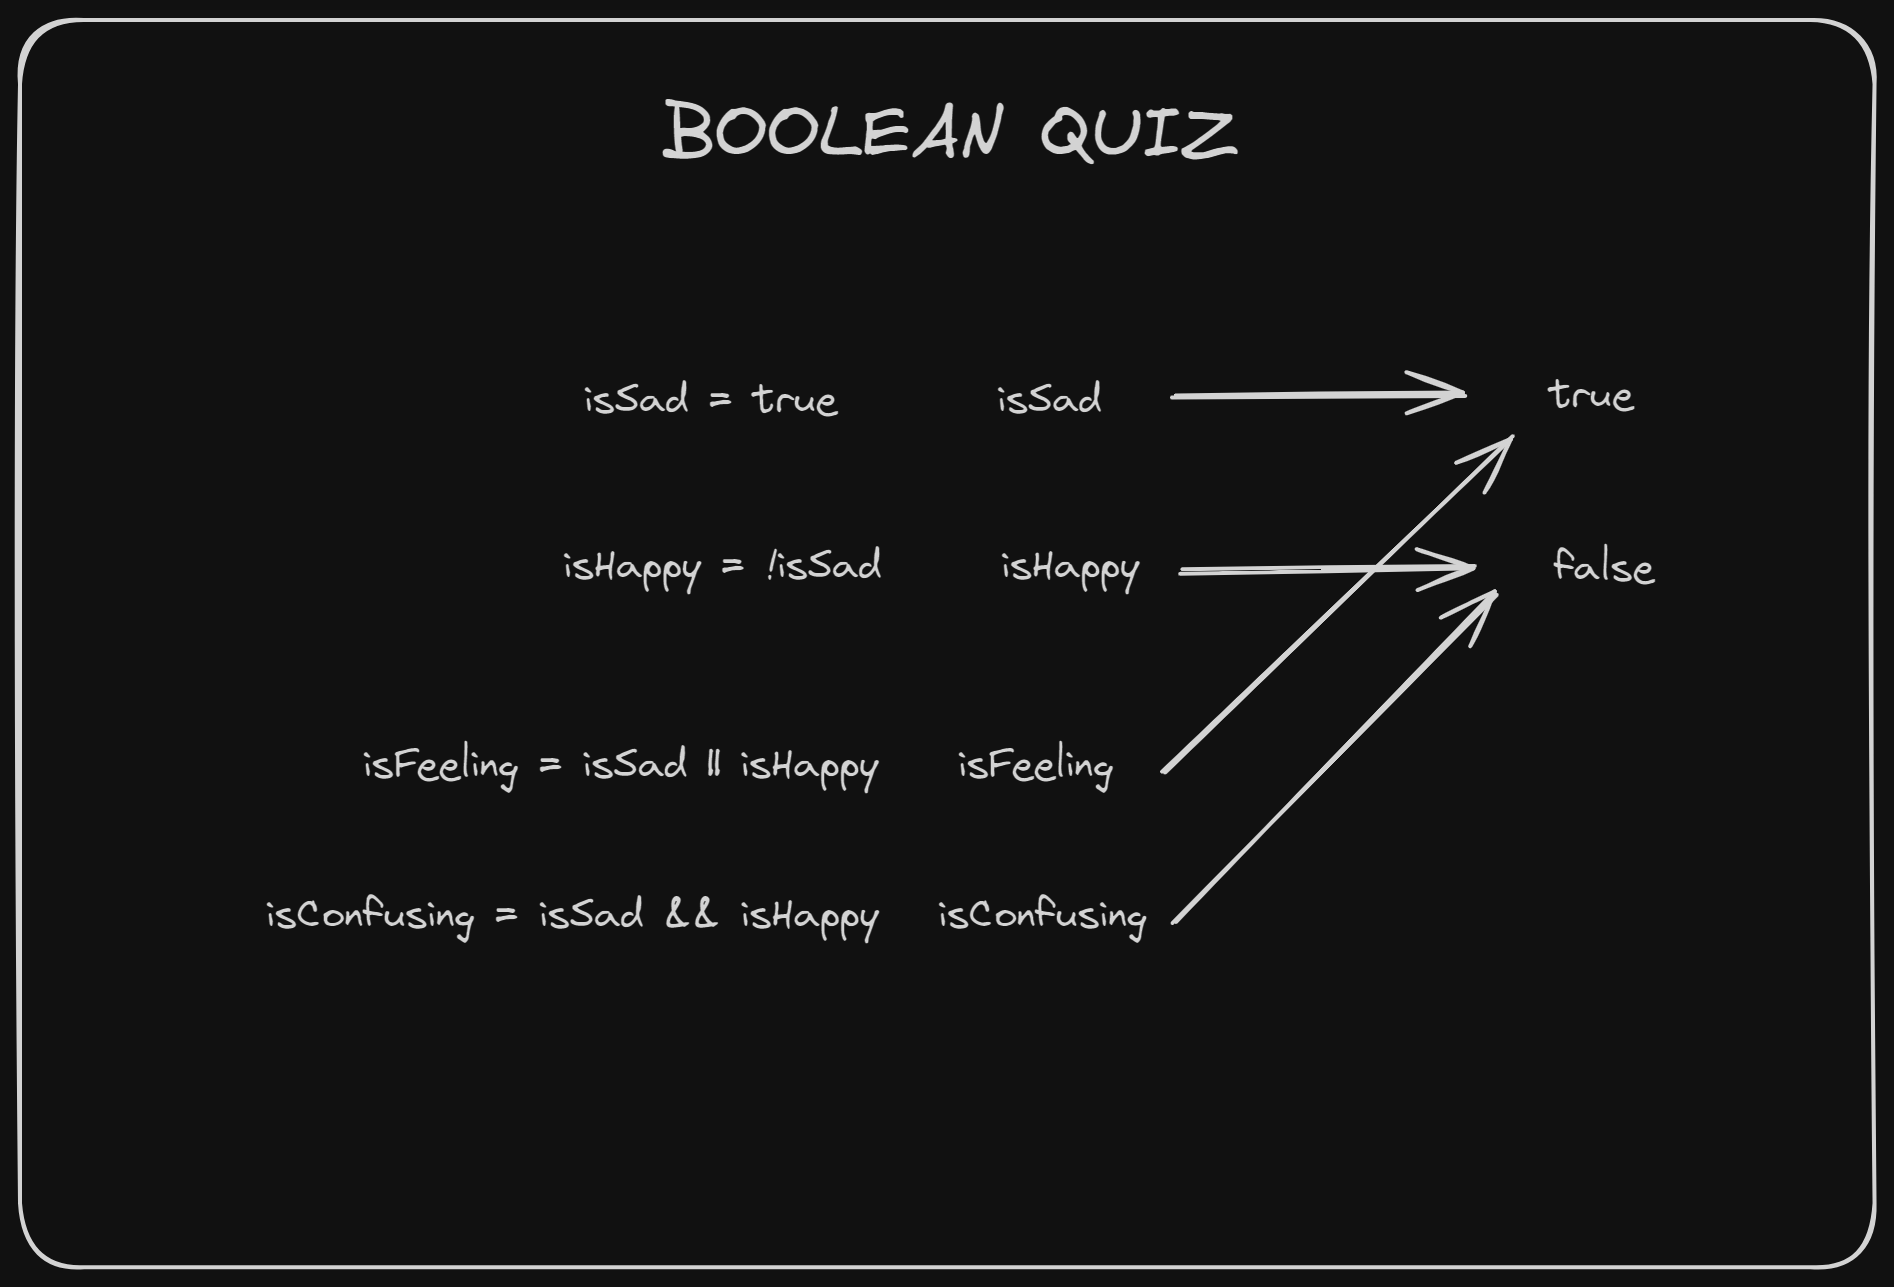 BOOLEAN QUIZ
isSad = true isSad true
isHappy = !isSad isHappy false
isFeeling = isSad || isHappy isFeeling
isConfusing = isSad && isHappy isConfusing